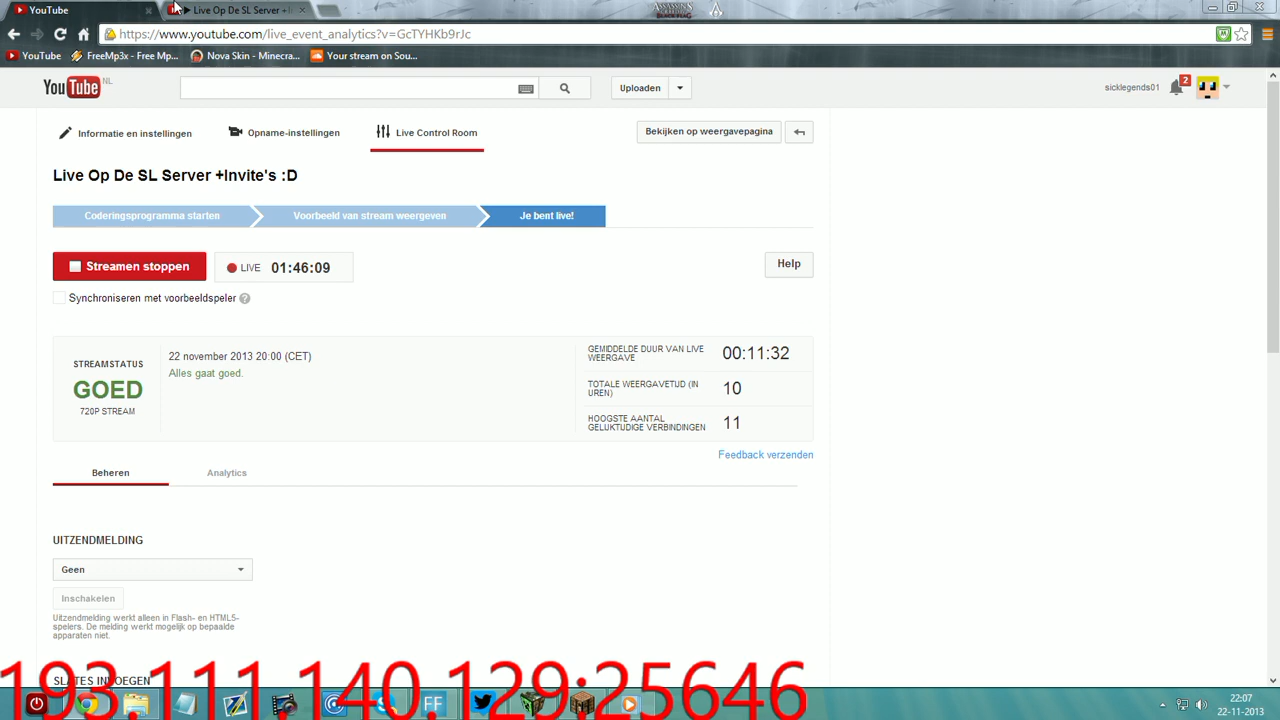 YouTube
Live Op De SL Server +I
https://www.youtube.com/live_event_analytics?v=GcTYHKb9rJc
YouTube
FreeMp3x - Free Mp...
Nova Skin - Minecra...
Your stream on Sou...
YouTube NL
Uploaden
sicklegends01
2
Informatie en instellingen
Opname-instellingen
Live Control Room
Bekijken op weergavepagina
Live Op De SL Server +Invite's :D
Coderingsprogramma starten
Voorbeeld van stream weergeven
Je bent live!
Streamen stoppen
LIVE 01:46:09
Help
Synchroniseren met voorbeeldspeler ?
STREAMSTATUS
GOED
720P STREAM
22 november 2013 20:00 (CET)
Alles gaat goed.
GEMIDDELDE DUUR VAN LIVE
WEERGAVE
00:11:32
TOTALE WEERGAVETIJD (IN
UREN)
10
HOOGSTE AANTAL
GELIJKTIJDIGE VERBINDINGEN
11
Feedback verzenden
Beheren
Analytics
UITZENDMELDING
Geen
Inschakelen
Uitzendmelding werkt alleen in Flash- en HTML5-
spelers. De melding werkt mogelijk op bepaalde
apparaten niet.
SLATES INVOEGEN
193.111.140.129:25646
FF
22:07
22-11-2013